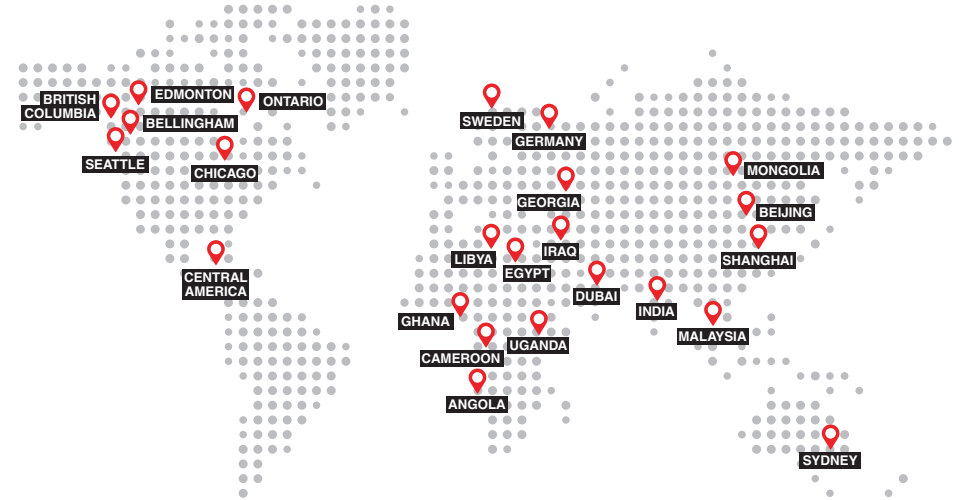 BRITISH
COLUMBIA
EDMONTON
ONTARIO
BELLINGHAM
SEATTLE
CHICAGO
CENTRAL
AMERICA
SWEDEN
GERMANY
GEORGIA
LIBYA
EGYPT
IRAQ
DUBAI
GHANA
CAMEROON
UGANDA
ANGOLA
MONGOLIA
BEIJING
SHANGHAI
INDIA
MALAYSIA
SYDNEY